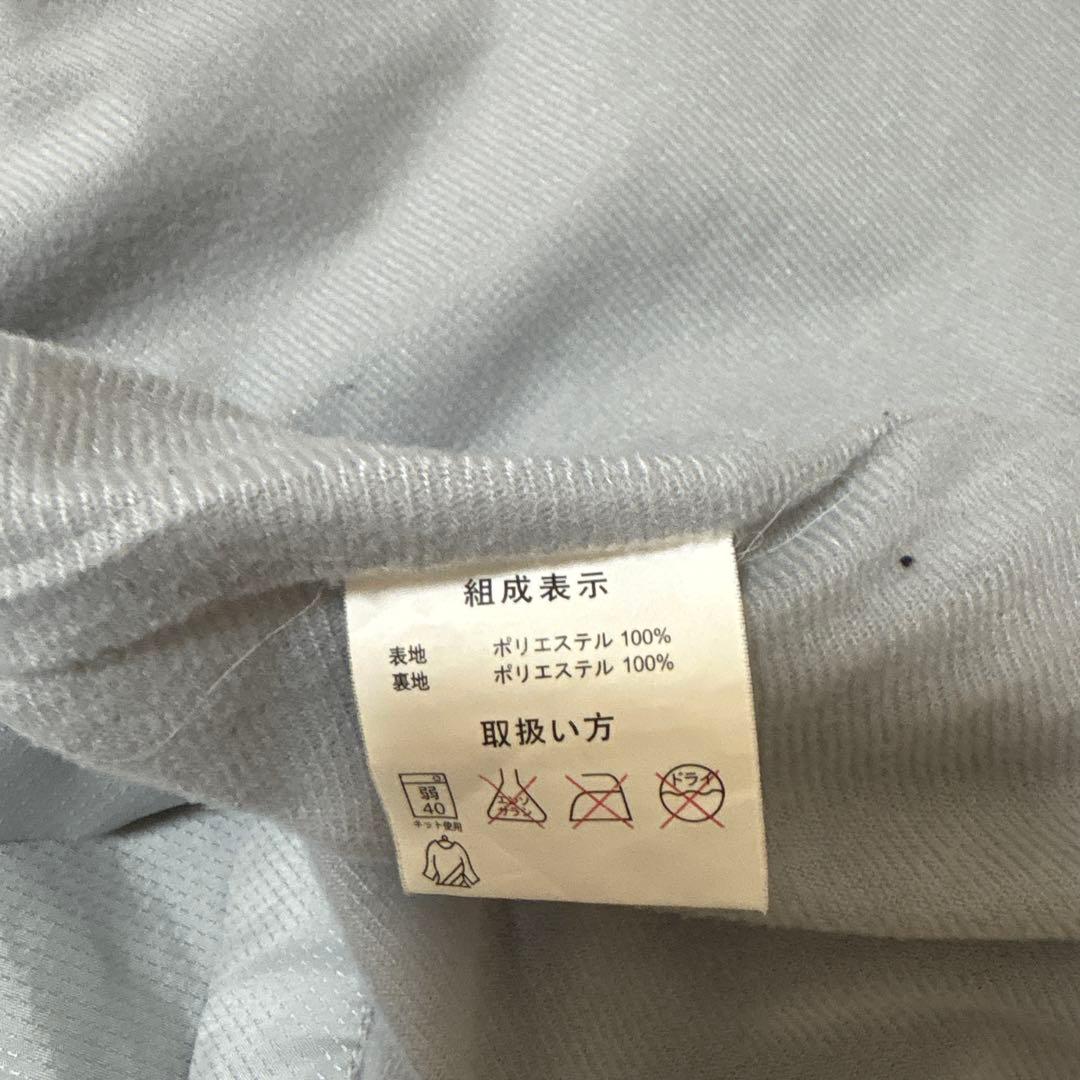 組成表示
表地 ポリエステル 100%
裏地 ポリエステル 100%
取扱い方
弱
40
ネット使用
エンソ
サラシ
ドライ